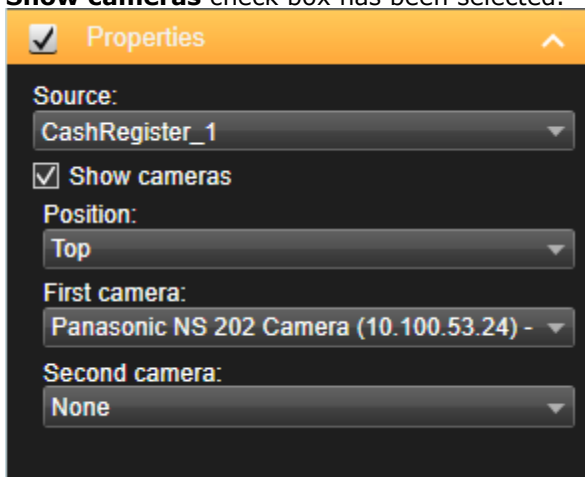 Show cameras check box has been selected.
Properties
Source:
CashRegister_1
Show cameras
Position:
Top
First camera:
Panasonic NS 202 Camera (10.100.53.24) -
Second camera:
None